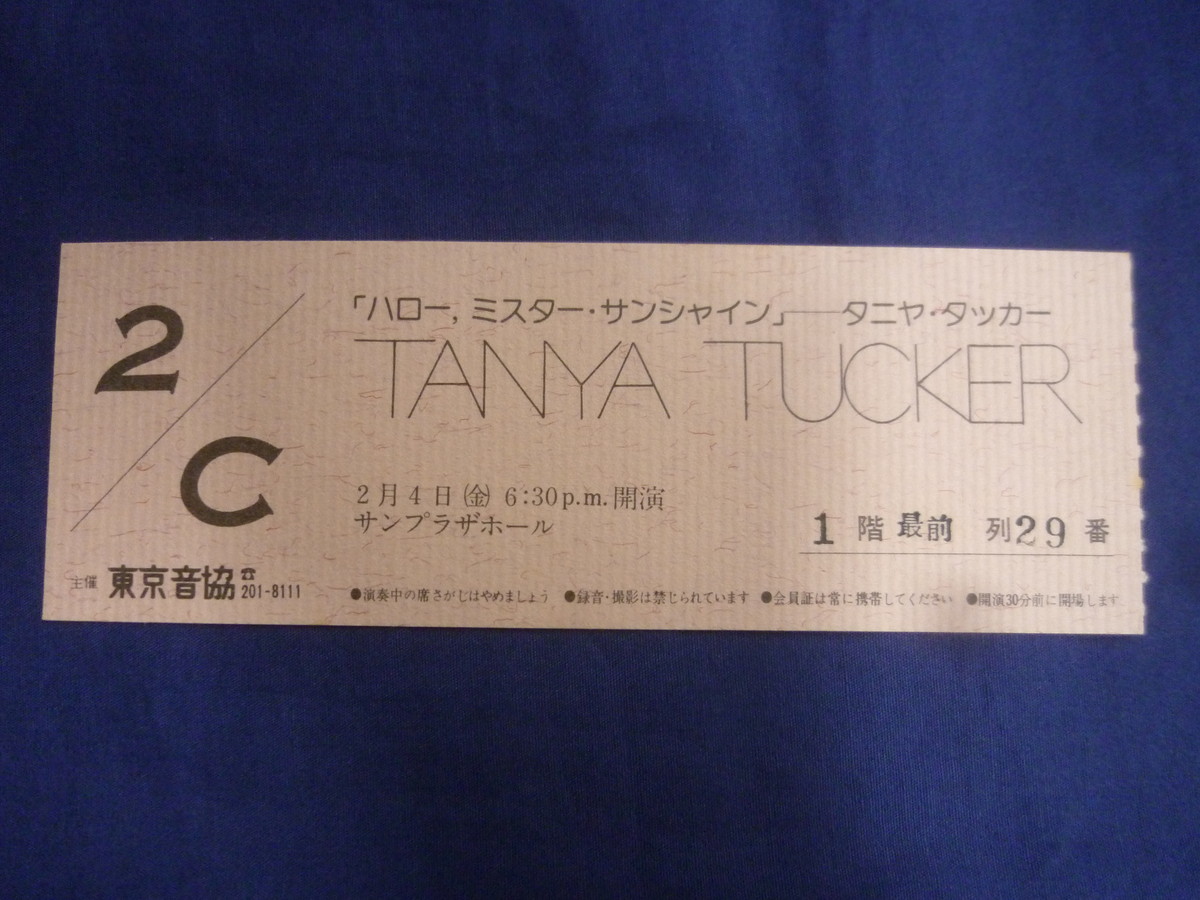 2
C
「ハロー, ミスター・サンシャイン」──タニヤ・タッカー
TANYA TUCKER
2月4日(金) 6:30p.m.開演
サンプラザホール
1 階 最前 列 29 番
主催 東京音協 ☎ 201-8111
●演奏中の席さがしはやめましょう ●録音・撮影は禁じられています ●会員証は常に携帯してください ●開演30分前に開場します